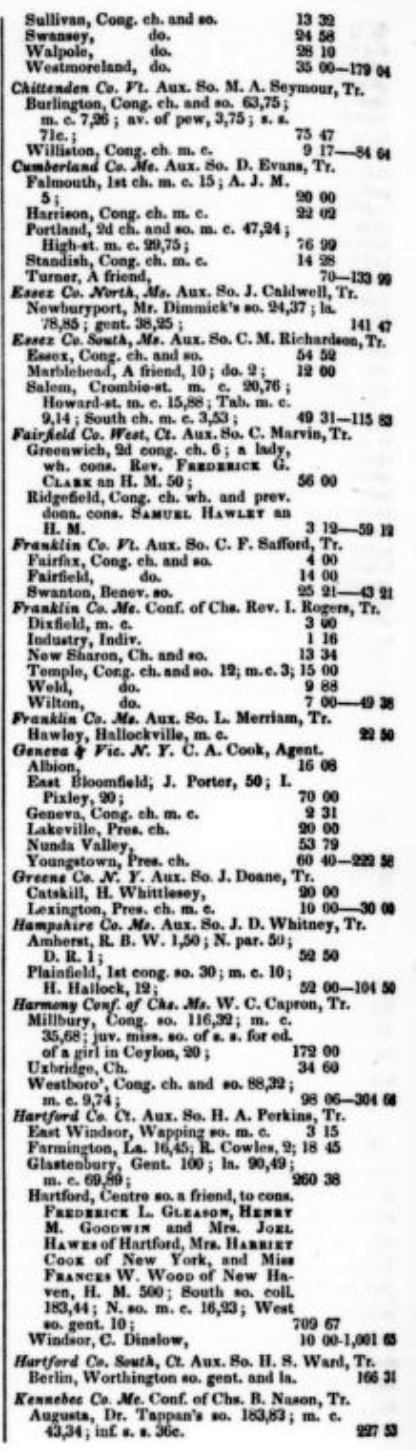 Sullivan, Cong. ch. and so. 13 32
Swansey, do. 24 58
Walpole, do. 28 10
Westmoreland, do. 35 00—179 04
Chittenden Co. Vt. Aux. So. M. A. Seymour, Tr.
Burlington, Cong. ch. and so. 63,75;
m. c. 7,26; av. of pew, 3,75; s. s.
71c.; 75 47
Williston, Cong. ch. m. c. 9 17—84 64
Cumberland Co. Me. Aux. So. D. Evans, Tr.
Falmouth, 1st ch. m. c. 15; A. J. M.
5; 20 00
Harrison, Cong. ch. m. c. 22 02
Portland, 2d ch. and so. m. c. 47,24;
High-st. m. c. 29,75; 76 99
Standish, Cong. ch. m. c. 14 28
Turner, A friend, 70—133 99
Essex Co. North, Ms. Aux. So. J. Caldwell, Tr.
Newburyport, Mr. Dimmick's so. 24,37; la.
78,85; gent. 38,25; 141 47
Essex Co. South, Ms. Aux. So. C. M. Richardson, Tr.
Essex, Cong. ch. and so. 54 52
Marblehead, A friend, 10; do. 2; 12 00
Salem, Crombie-st. m. c. 20,76;
Howard-st. m. c. 15,88; Tab. m. c.
9,14; South ch. m. c. 3,53; 49 31—115 83
Fairfield Co. West, Ct. Aux. So. C. Marvin, Tr.
Greenwich, 2d cong. ch. 6; a lady,
wh. cons. Rev. FREDERICK G.
CLARK an H. M. 50; 56 00
Ridgefield, Cong. ch. wh. and prev.
dona. cons. SAMUEL HAWLEY an
H. M. 3 12—59 12
Franklin Co. Vt. Aux. So. C. F. Safford, Tr.
Fairfax, Cong. ch. and so. 4 00
Fairfield, do. 14 00
Swanton, Benev. so. 25 21—43 21
Franklin Co. Me. Conf. of Chs. Rev. I. Rogers, Tr.
Dixfield, m. c. 3 00
Industry, Indiv. 1 16
New Sharon, Ch. and so. 13 34
Temple, Cong. ch. and so. 12; m. c. 3; 15 00
Weld, do. 9 88
Wilton, do. 7 00—49 38
Franklin Co. Ms. Aux. So. L. Merriam, Tr.
Hawley, Hallockville, m. c. 22 50
Geneva & Vic. N. Y. C. A. Cook, Agent.
Albion, 16 08
East Bloomfield, J. Porter, 50; I.
Pixley, 20; 70 00
Geneva, Cong. ch. m. c. 2 31
Lakeville, Pres. ch. 20 00
Nunda Valley, 53 79
Youngstown, Pres. ch. 60 40—222 58
Greene Co. N. Y. Aux. So. J. Doane, Tr.
Catskill, H. Whittlesey, 20 00
Lexington, Pres. ch. m. c. 10 00—30 00
Hampshire Co. Ms. Aux. So. J. D. Whitney, Tr.
Amherst, R. B. W. 1,50; N. par. 50;
D. R. 1; 52 50
Plainfield, 1st cong. so. 30; m. c. 10;
H. Hallock, 12; 52 00—104 50
Harmony Conf. of Chs. Ms. W. C. Capron, Tr.
Millbury, Cong. so. 116,32; m. c.
35,68; juv. miss. so. of s. s. for ed.
of a girl in Ceylon, 20; 172 00
Uxbridge, Ch. 34 60
Westboro', Cong. ch. and so. 88,32;
m. c. 9,74; 98 06—304 66
Hartford Co. Ct. Aux. So. H. A. Perkins, Tr.
East Windsor, Wapping so. m. c. 3 15
Farmington, La. 16,45; R. Cowles, 2; 18 45
Glastenbury, Gent. 100; la. 90,49;
m. c. 69,89; 260 38
Hartford, Centre so. a friend, to cons.
FREDERICK L. GLEASON, HENRY
M. GOODWIN and Mrs. JOEL
HAWES of Hartford, Mrs. HARRIET
COOK of New York, and Miss
FRANCES W. WOOD of New Ha-
ven, H. M. 500; South so. coll.
183,44; N. so. m. c. 16,23; West
so. gent. 10; 709 67
Windsor, C. Dinslow, 10 00-1,001 65
Hartford Co. South, Ct. Aux. So. H. S. Ward, Tr.
Berlin, Worthington so. gent. and la. 166 31
Kennebec Co. Me. Conf. of Chs. B. Nason, Tr.
Augusta, Dr. Tappan's so. 183,83; m. c.
43,34; inf. s. s. 36c. 227 53